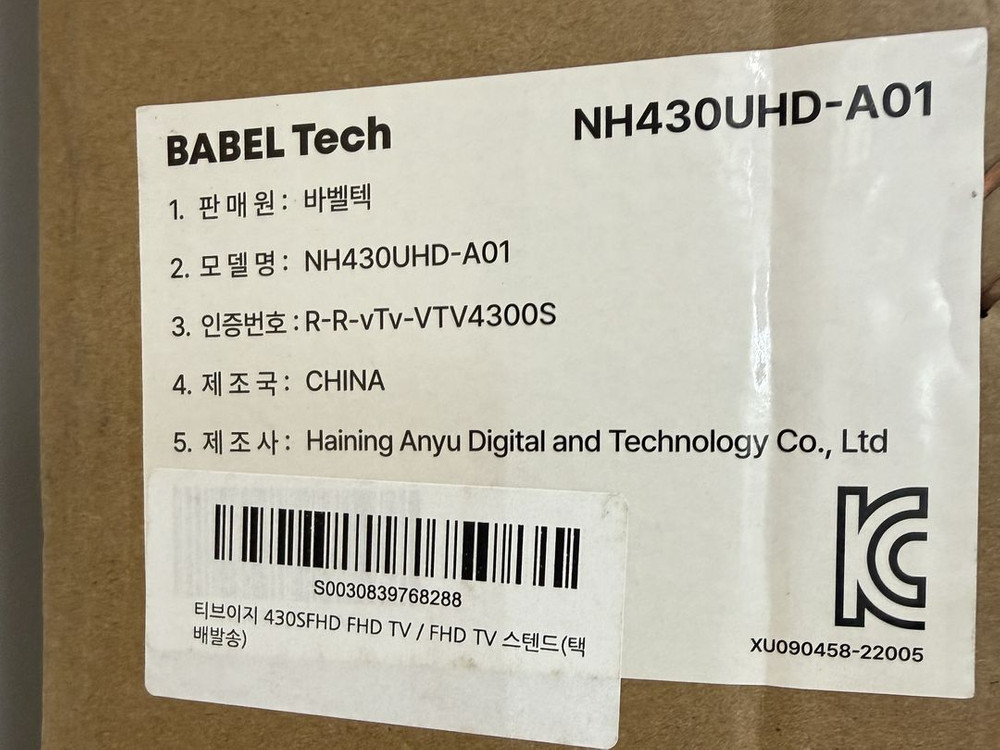 BABEL Tech
NH430UHD-A01
1. 판 매 원 : 바벨텍
2. 모 델 명 : NH430UHD-A01
3. 인증번호 : R-R-vTv-VTV4300S
4. 제 조 국 : CHINA
5. 제 조 사 : Haining Anyu Digital and Technology Co., Ltd
KC
XU090458-22005
S0030839768288
티브이지 430SFHD FHD TV / FHD TV 스텐드(택
배발송)